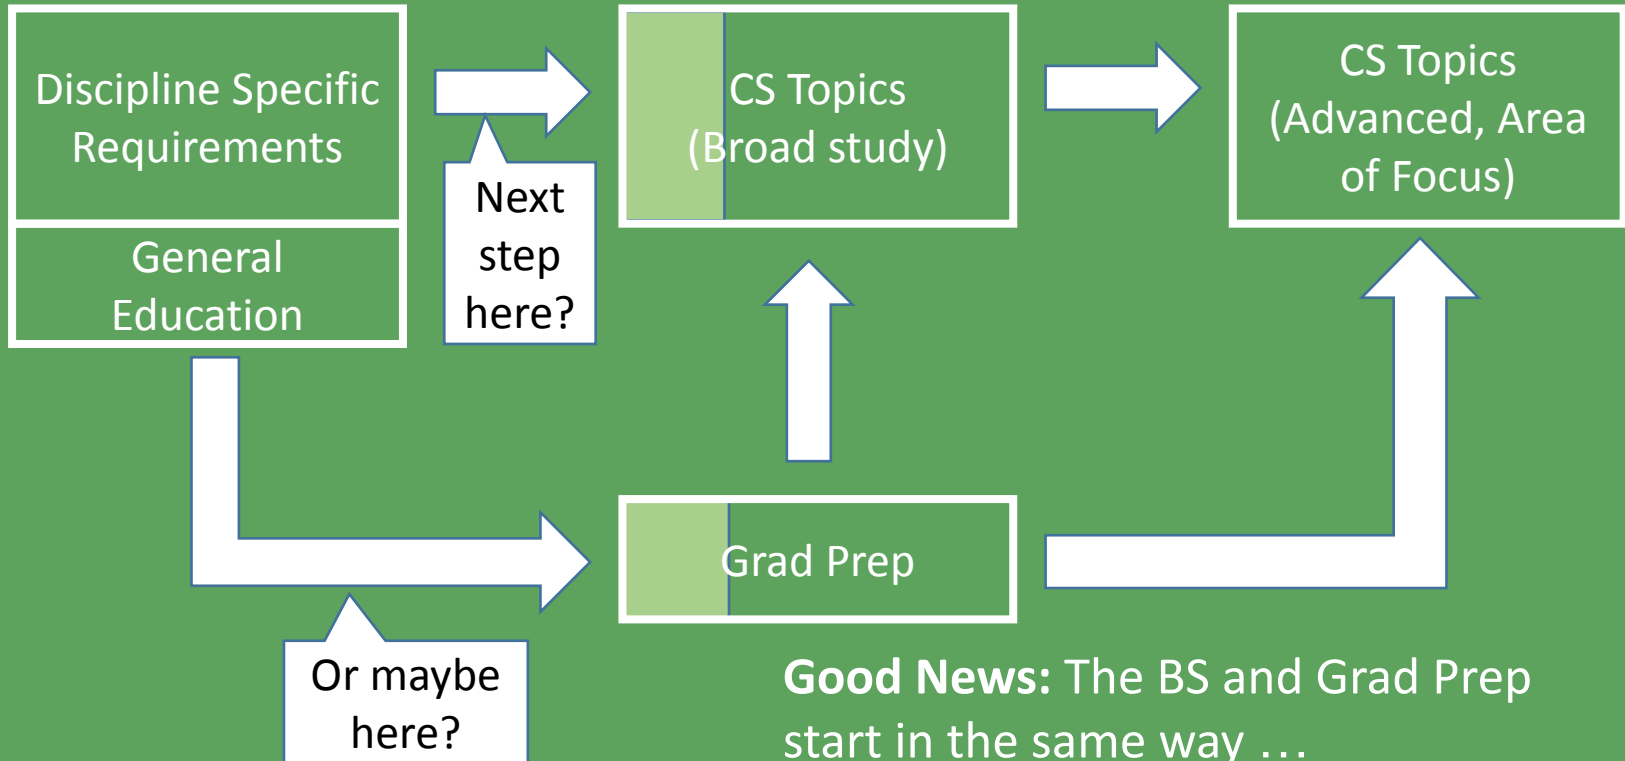 Discipline Specific
Requirements
General
Education
Next
step
here?
CS Topics
(Broad study)
CS Topics
(Advanced, Area
of Focus)
Grad Prep
Or maybe
here?
Good News: The BS and Grad Prep
start in the same way …